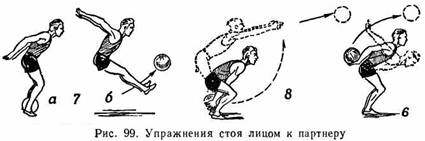 а 7 б 8 б
Рис. 99. Упражнения стоя лицом к партнеру